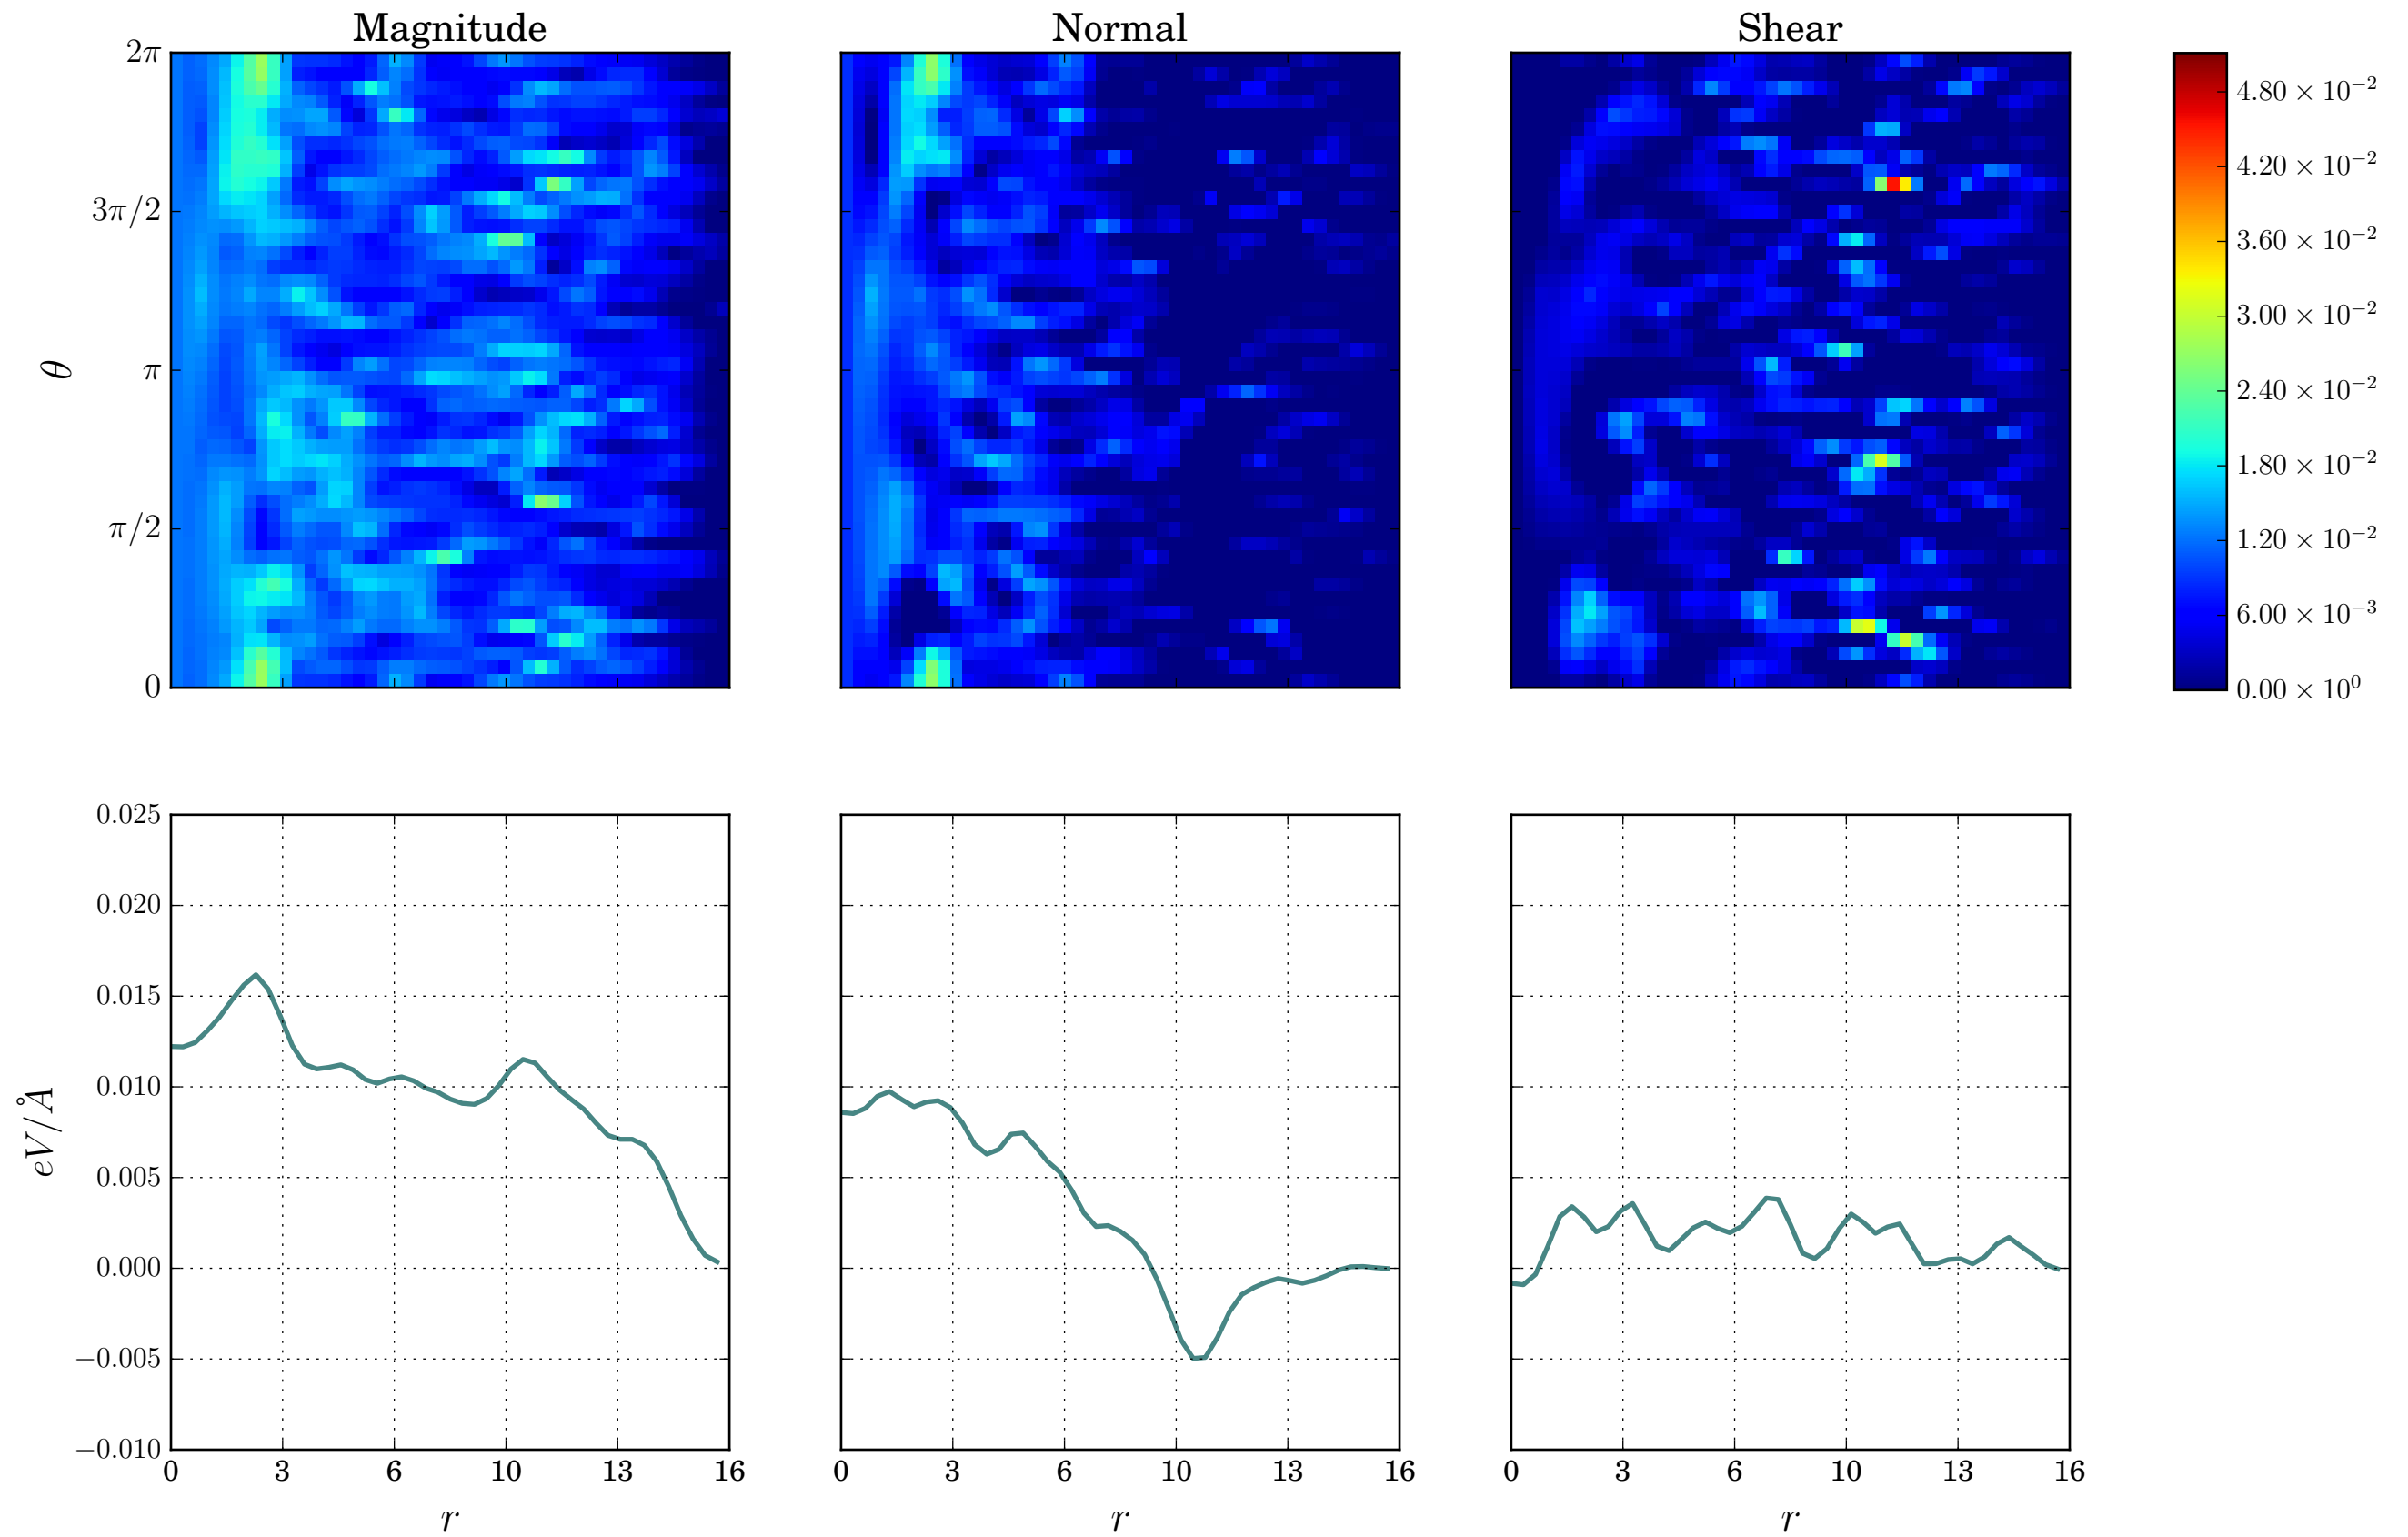 Magnitude Normal Shear
2π
3π/2
π
π/2
0
θ
4.80 × 10⁻²
4.20 × 10⁻²
3.60 × 10⁻²
3.00 × 10⁻²
2.40 × 10⁻²
1.80 × 10⁻²
1.20 × 10⁻²
6.00 × 10⁻³
0.00 × 10⁰
0.025
0.020
0.015
0.010
0.005
0.000
−0.005
−0.010
eV/Å
0 3 6 10 13 16
0 3 6 10 13 16
0 3 6 10 13 16
r r r